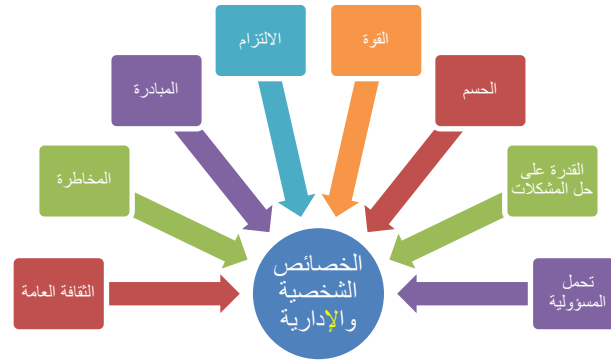 القوة
الالتزام
الحسم
المبادرة
القدرة على
حل المشكلات
المخاطرة
تحمل
المسؤولية
الثقافة العامة
الخصائص
الشخصية
والإدارية